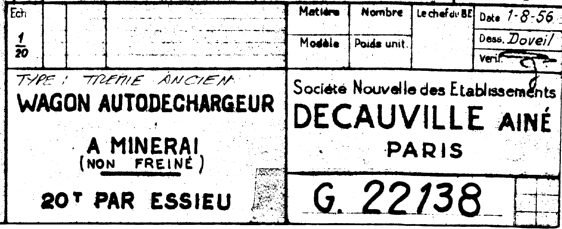 Ech
1/20
Matière Nombre Le chef du BE Date 1-8-56
Modèle Poids unit. Dess. Doveil
Verif.
TYPE : TREMIE ANCIEN
WAGON AUTODECHARGEUR
A MINERAI
(NON FREINÉ)
20T PAR ESSIEU
Société Nouvelle des Etablissements
DECAUVILLE AINÉ
PARIS
G. 22138